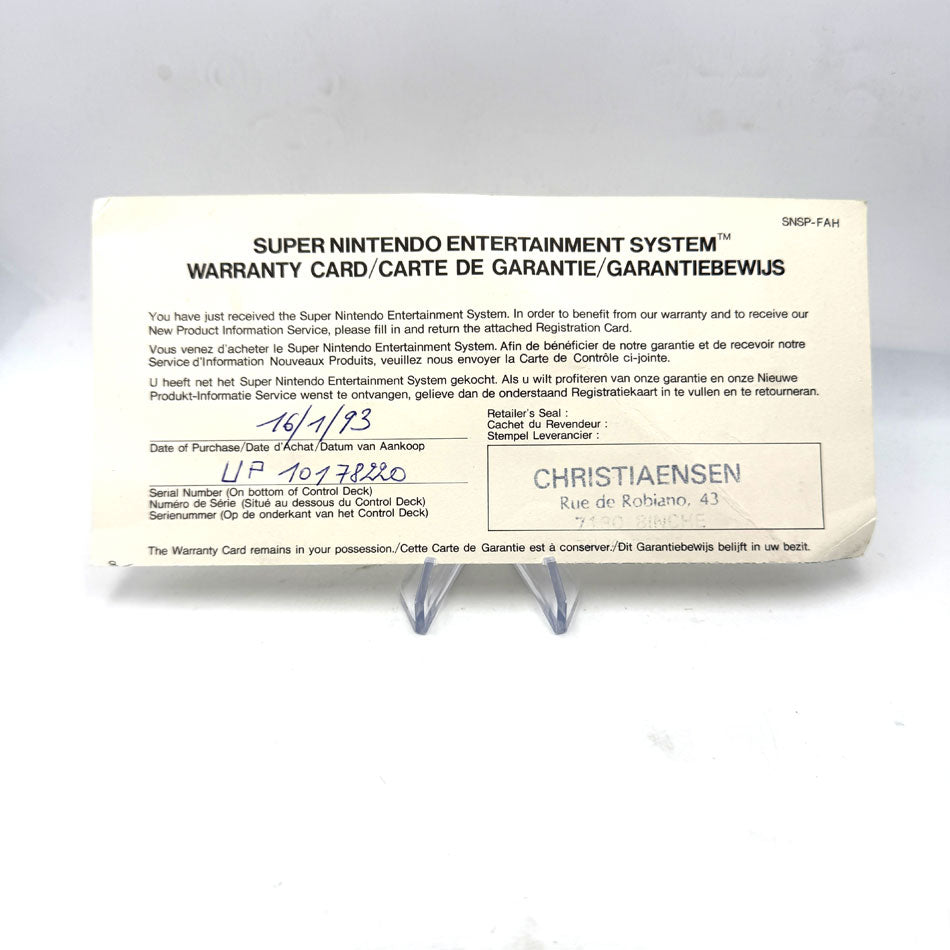 SNSP-FAH
SUPER NINTENDO ENTERTAINMENT SYSTEM™
WARRANTY CARD/CARTE DE GARANTIE/GARANTIEBEWIJS
You have just received the Super Nintendo Entertainment System. In order to benefit from our warranty and to receive our
New Product Information Service, please fill in and return the attached Registration Card.
Vous venez d'acheter le Super Nintendo Entertainment System. Afin de bénéficier de notre garantie et de recevoir notre
Service d'Information Nouveaux Produits, veuillez nous envoyer la Carte de Contrôle ci-jointe.
U heeft net het Super Nintendo Entertainment System gekocht. Als u wilt profiteren van onze garantie en onze Nieuwe
Produkt-Informatie Service wenst te ontvangen, gelieve dan de onderstaand Registratiekaart in te vullen en te retourneran.
16/1/93
Date of Purchase/Date d'Achat/Datum van Aankoop
UP 10178220
Serial Number (On bottom of Control Deck)
Numéro de Série (Situé au dessous du Control Deck)
Serienummer (Op de onderkant van het Control Deck)
Retailer's Seal :
Cachet du Revendeur :
Stempel Leverancier :
CHRISTIAENSEN
Rue de Robiano, 43
7130 BINCHE
The Warranty Card remains in your possession./Cette Carte de Garantie est à conserver./Dit Garantiebewijs belijft in uw bezit.